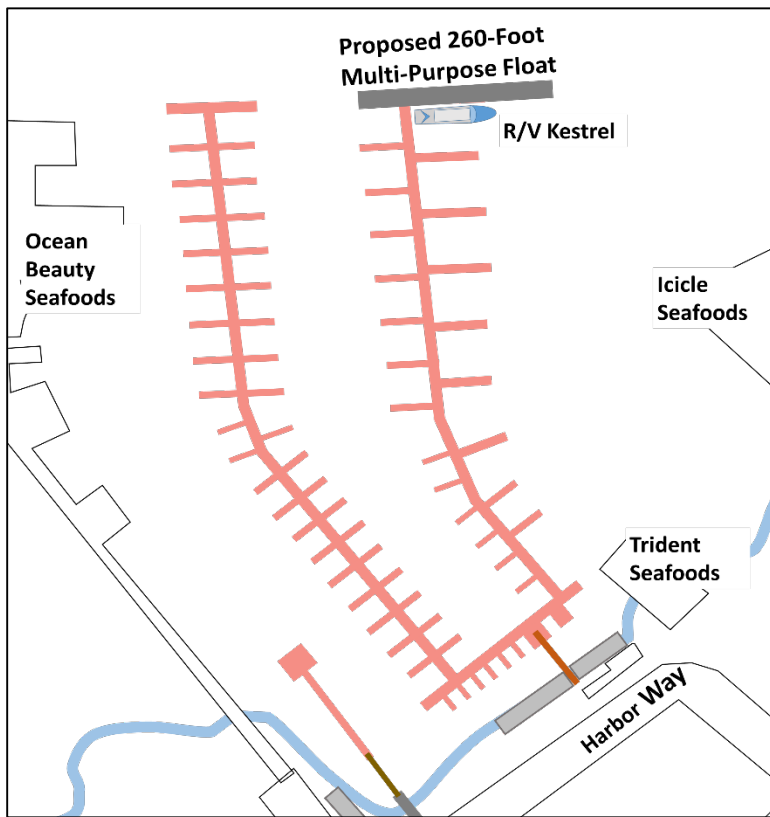 Proposed 260-Foot
Multi-Purpose Float
R/V Kestrel
Ocean
Beauty
Seafoods
Icicle
Seafoods
Trident
Seafoods
Harbor Way